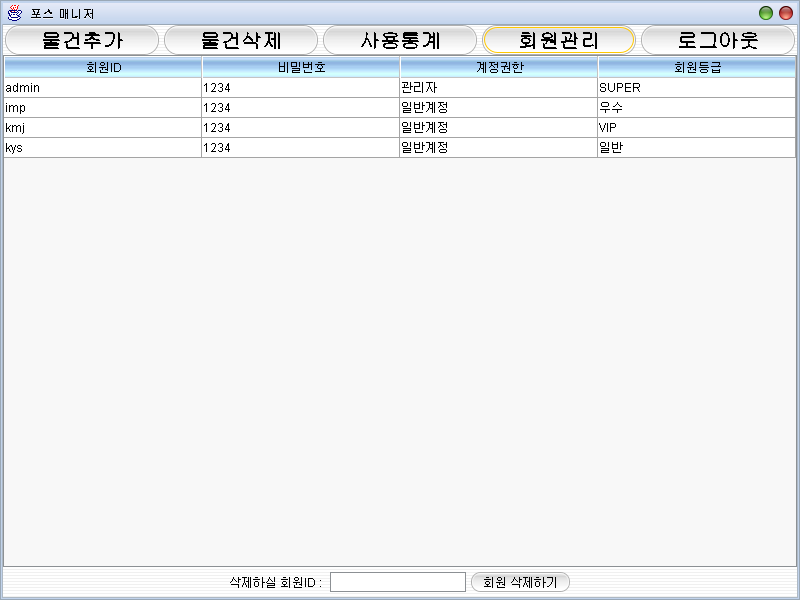 포스 매니저
물건추가 물건삭제 사용통계 회원관리 로그아웃
회원ID 비밀번호 계정권한 회원등급
admin 1234 관리자 SUPER
imp 1234 일반계정 우수
kmj 1234 일반계정 VIP
kys 1234 일반계정 일반
삭제하실 회원ID : 회원 삭제하기